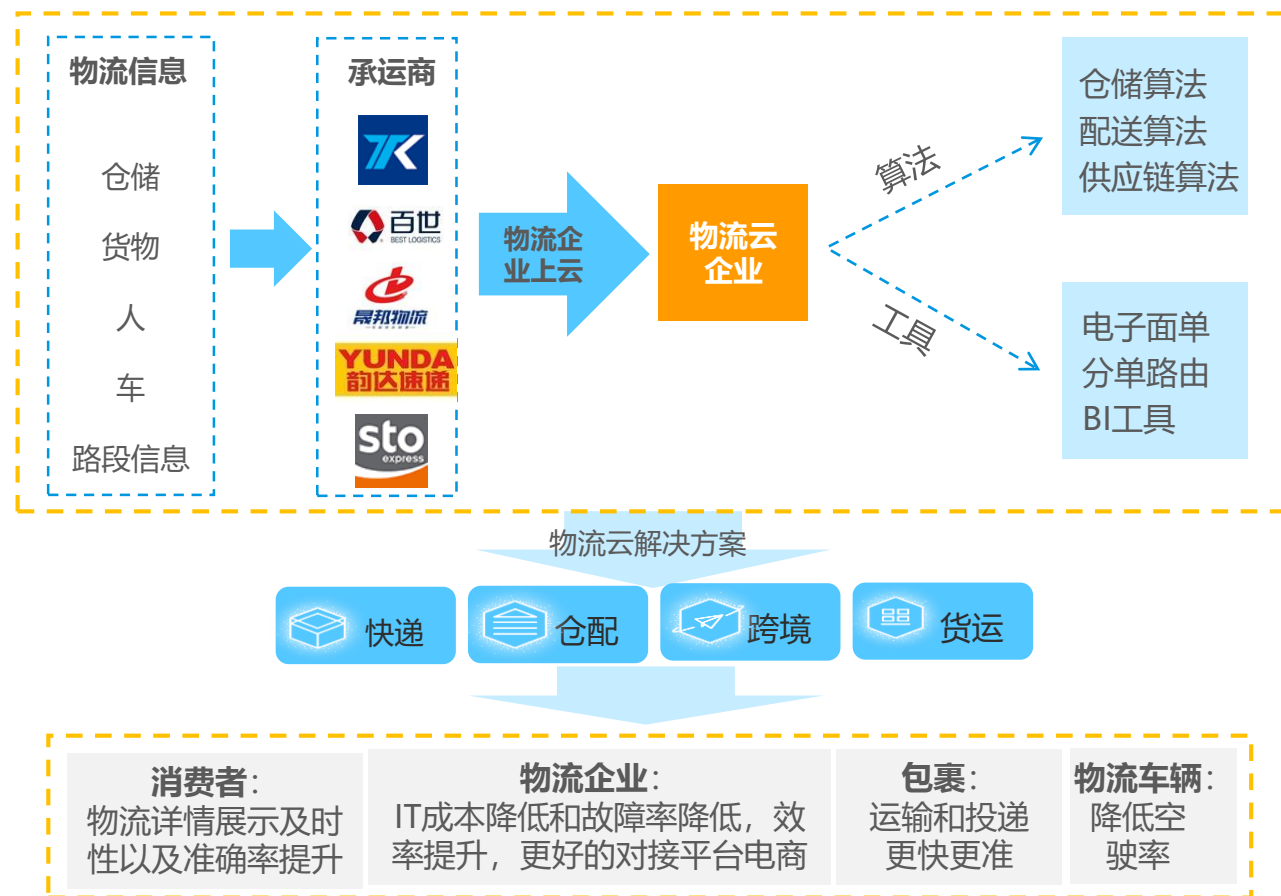 物流信息
仓储
货物
人
车
路段信息
承运商
TK
百世
BEST LOGISTICS
晟邦物流
YUNDA
韵达速递
sto
express
物流企
业上云
物流云
企业
算法
工具
仓储算法
配送算法
供应链算法
电子面单
分单路由
BI工具
物流云解决方案
快递
仓配
跨境
货运
消费者：
物流详情展示及时
性以及准确率提升
物流企业：
IT成本降低和故障率降低，效
率提升，更好的对接平台电商
包裹：
运输和投递
更快更准
物流车辆：
降低空
驶率